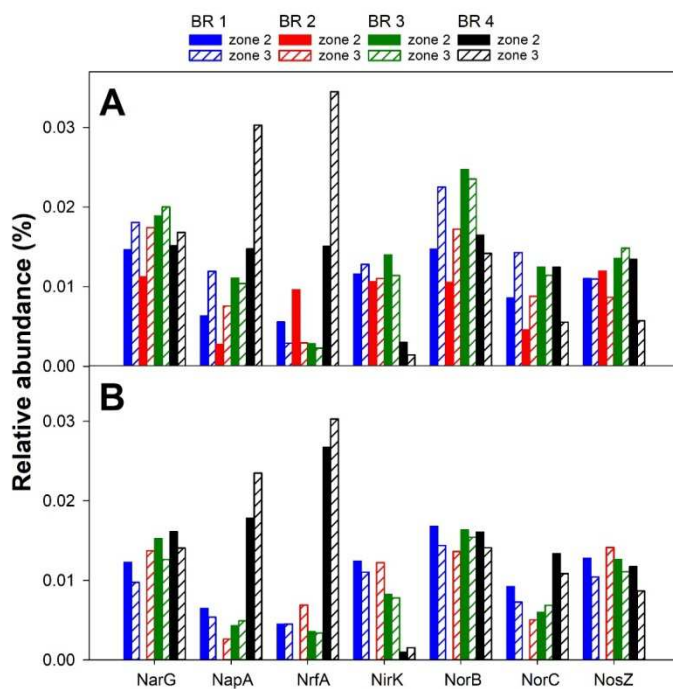 BR 1 BR 2 BR 3 BR 4
zone 2 zone 2 zone 2 zone 2
zone 3 zone 3 zone 3 zone 3
A
0.03
0.02
0.01
0.00
Relative abundance (%)
B
0.03
0.02
0.01
0.00
NarG NapA NrfA NirK NorB NorC NosZ